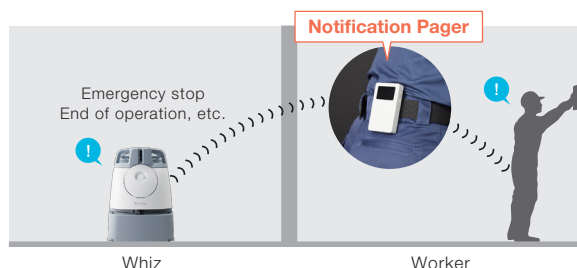 Notification Pager
Emergency stop
End of operation, etc.
!
!
Whiz
Worker